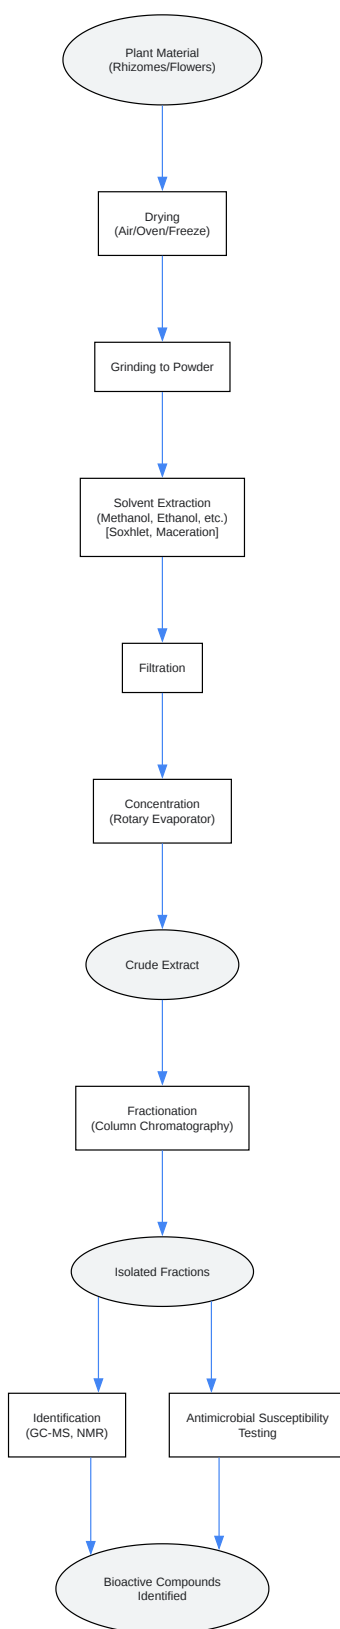 Plant Material
(Rhizomes/Flowers)
Drying
(Air/Oven/Freeze)
Grinding to Powder
Solvent Extraction
(Methanol, Ethanol, etc.)
[Soxhlet, Maceration]
Filtration
Concentration
(Rotary Evaporator)
Crude Extract
Fractionation
(Column Chromatography)
Isolated Fractions
Identification
(GC-MS, NMR)
Antimicrobial Susceptibility
Testing
Bioactive Compounds
Identified